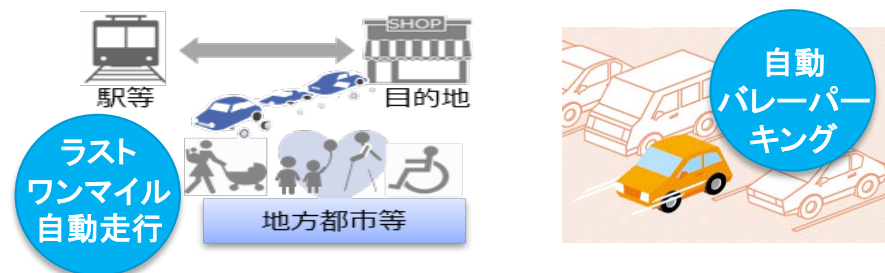 SHOP
駅等
目的地
ラスト
ワンマイル
自動走行
地方都市等
自動
バレーパー
キング